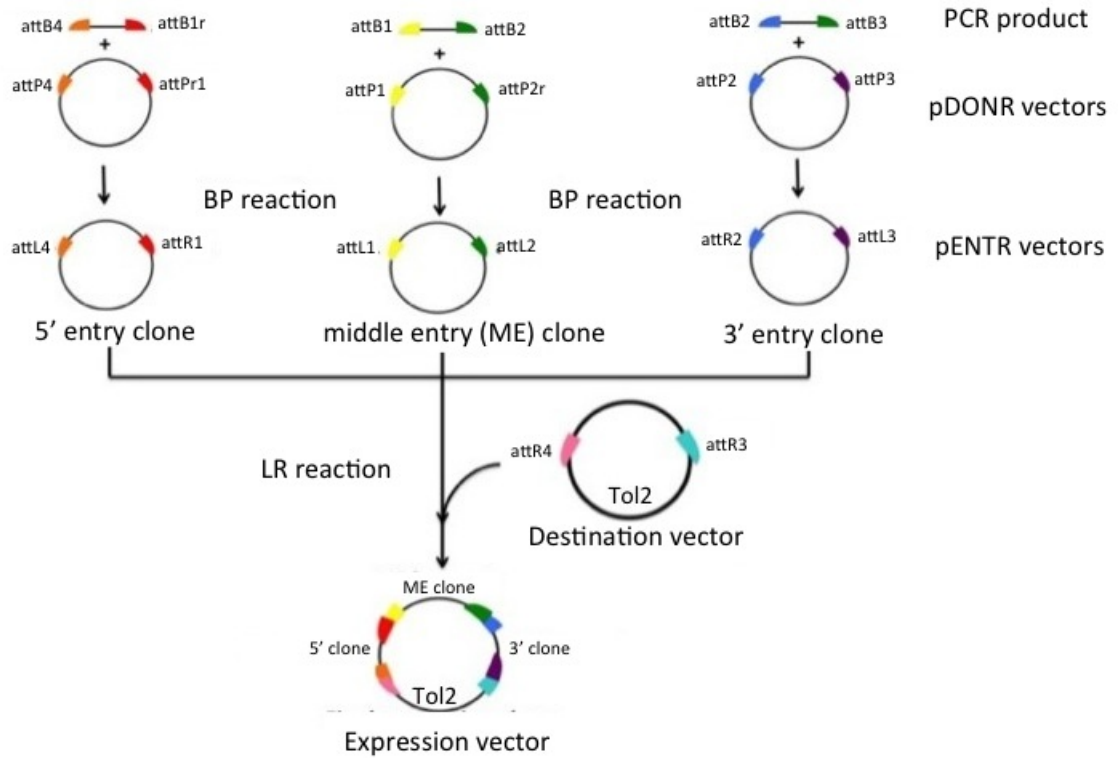 attB4 attB1r attB1 attB2 attB2 attB3 PCR product
+ + +
attP4 attPr1 attP1 attP2r attP2 attP3 pDONR vectors
BP reaction BP reaction
attL4 attR1 attL1 attL2 attR2 attL3 pENTR vectors
5’ entry clone middle entry (ME) clone 3’ entry clone
attR4 attR3
LR reaction
Tol2
Destination vector
ME clone
5’ clone 3’ clone
Tol2
Expression vector